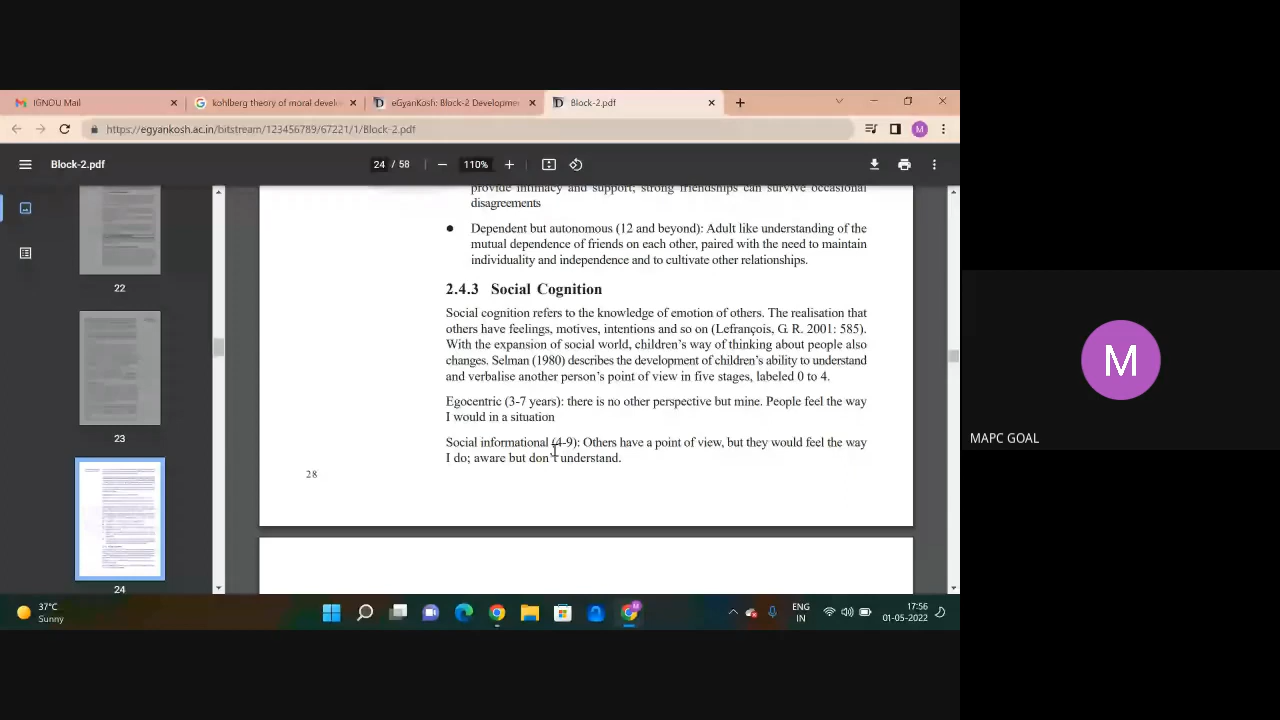 IGNOU Mail
kohlberg theory of moral develo
eGyanKosh: Block-2 Developmen
Block-2.pdf
https://egyankosh.ac.in/bitstream/123456789/67221/1/Block-2.pdf
M
Block-2.pdf
24 / 58
110%
22
23
24
provide intimacy and support; strong friendships can survive occasional
disagreements
● Dependent but autonomous (12 and beyond): Adult like understanding of the
mutual dependence of friends on each other, paired with the need to maintain
individuality and independence and to cultivate other relationships.
2.4.3 Social Cognition
Social cognition refers to the knowledge of emotion of others. The realisation that
others have feelings, motives, intentions and so on (Lefrançois, G. R. 2001: 585).
With the expansion of social world, children's way of thinking about people also
changes. Selman (1980) describes the development of children's ability to understand
and verbalise another person's point of view in five stages, labeled 0 to 4.
Egocentric (3-7 years): there is no other perspective but mine. People feel the way
I would in a situation
Social informational (4-9): Others have a point of view, but they would feel the way
I do; aware but don't understand.
28
M
MAPC GOAL
37°C
Sunny
ENG
IN
17:56
01-05-2022